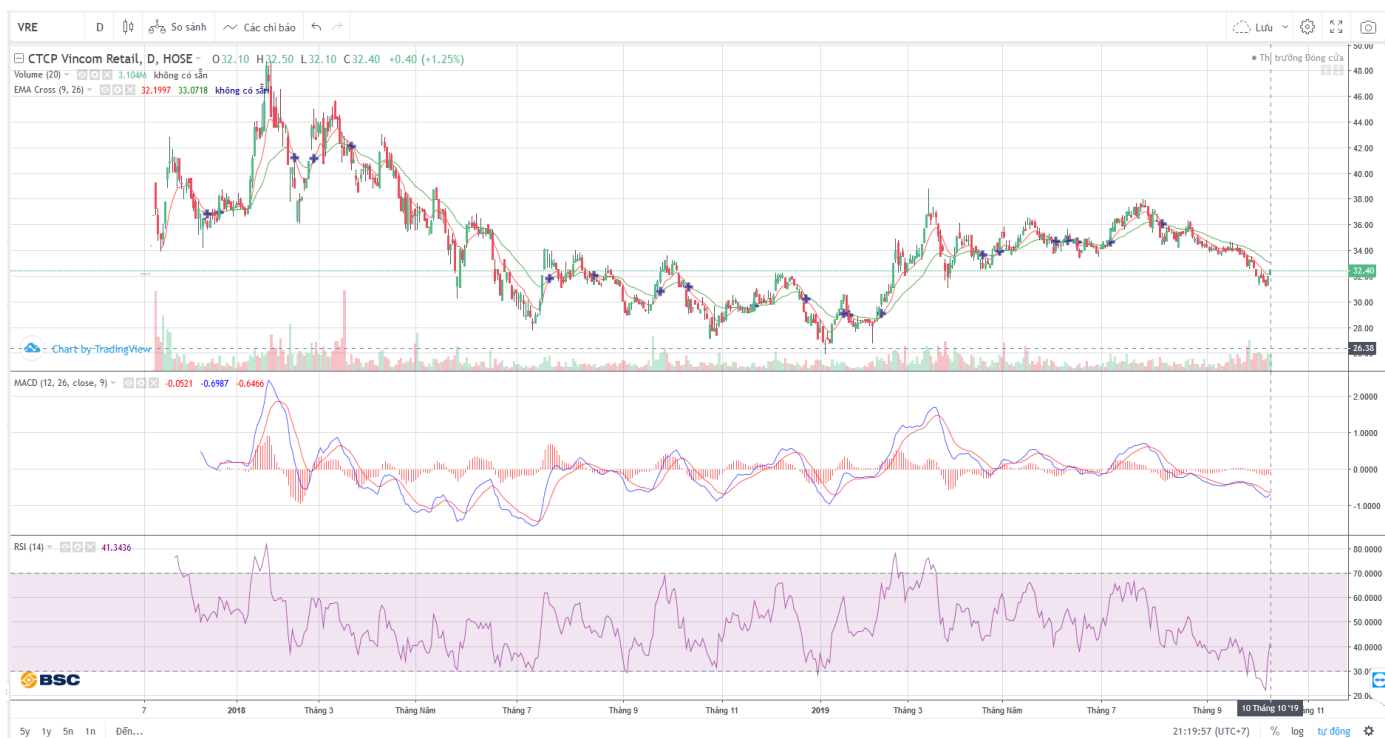 VRE D So sánh Các chỉ báo Lưu
CTCP Vincom Retail, D, HOSE O32.10 H32.50 L32.10 C32.40 +0.40 (+1.25%)
Thị trường Đóng cửa
Volume (20) 3.104M không có sẵn
EMA Cross (9, 26) 32.1997 33.0718 không có sẵn
50.00
48.00
46.00
44.00
42.00
40.00
38.00
36.00
34.00
32.40
30.00
28.00
26.38
Chart by TradingView
MACD (12, 26, close, 9) -0.0521 -0.6987 -0.6466
2.0000
1.0000
0.0000
-1.0000
RSI (14) 41.3436
80.0000
70.0000
60.0000
50.0000
40.0000
BSC
7 2018 Tháng 3 Tháng Năm Tháng 7 Tháng 9 Tháng 11 2019 Tháng 3 Tháng Năm Tháng 7 Tháng 9 10 Tháng 10 '19
5y 1y 5n 1n Đến... 21:19:57 (UTC+7) % log tự động